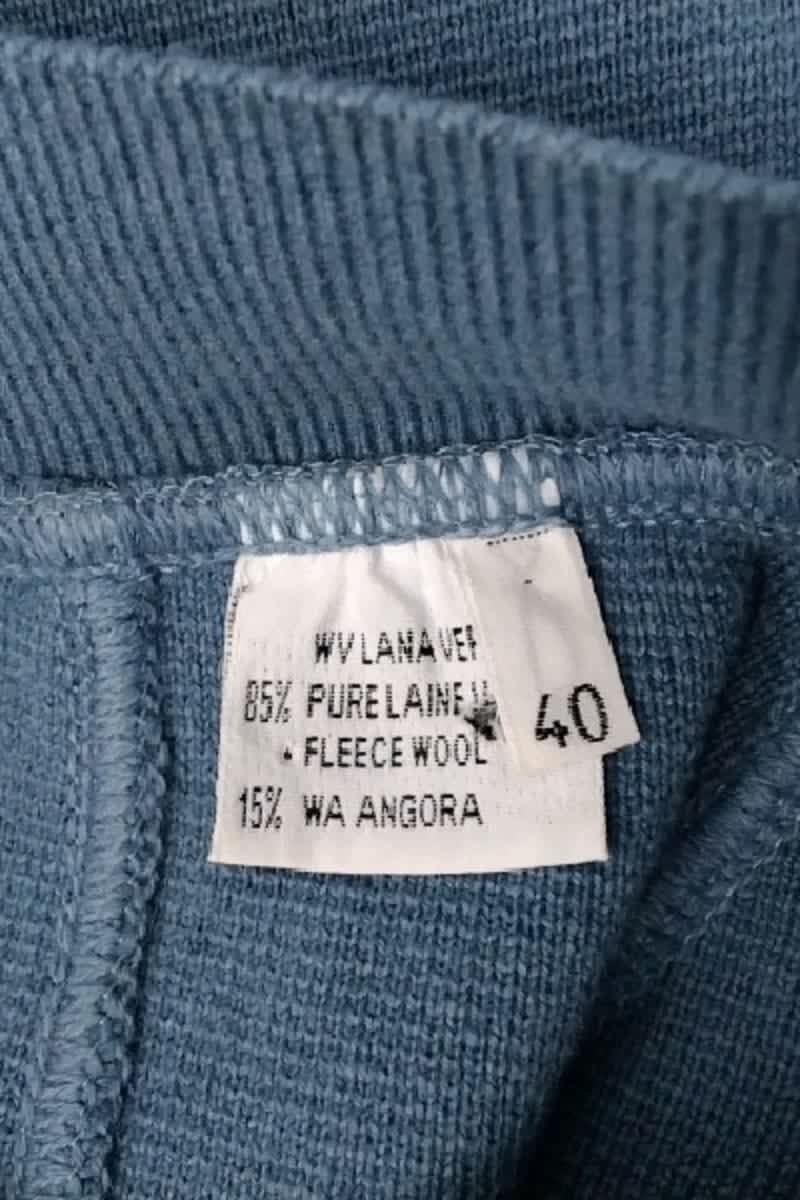 WV LANA VER
85% PURE LAINE
FLEECE WOOL
15% WA ANGORA
40